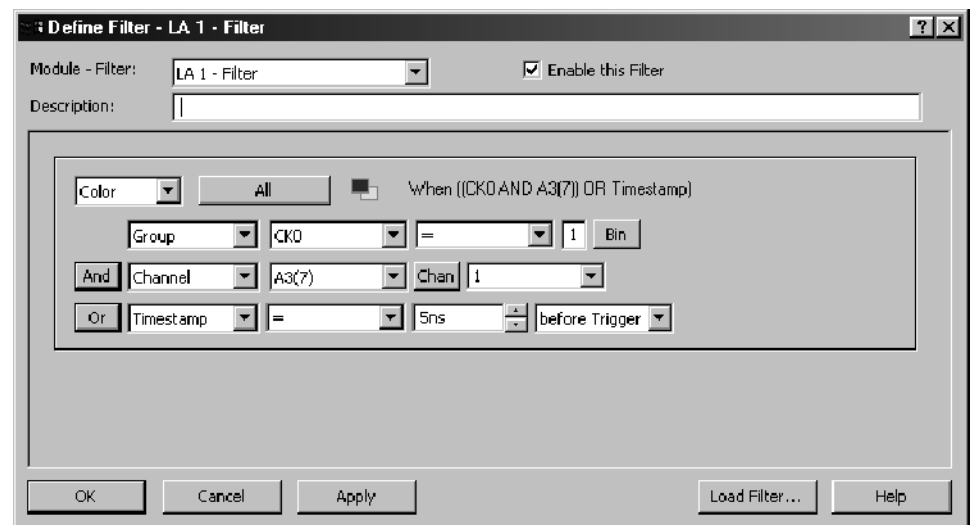 Define Filter - LA 1 - Filter
Module - Filter: LA 1 - Filter Enable this Filter
Description:
Color All When ((CK0 AND A3(7)) OR Timestamp)
Group CK0 = 1 Bin
And Channel A3(7) Chan 1
Or Timestamp = 5ns before Trigger
OK Cancel Apply Load Filter... Help